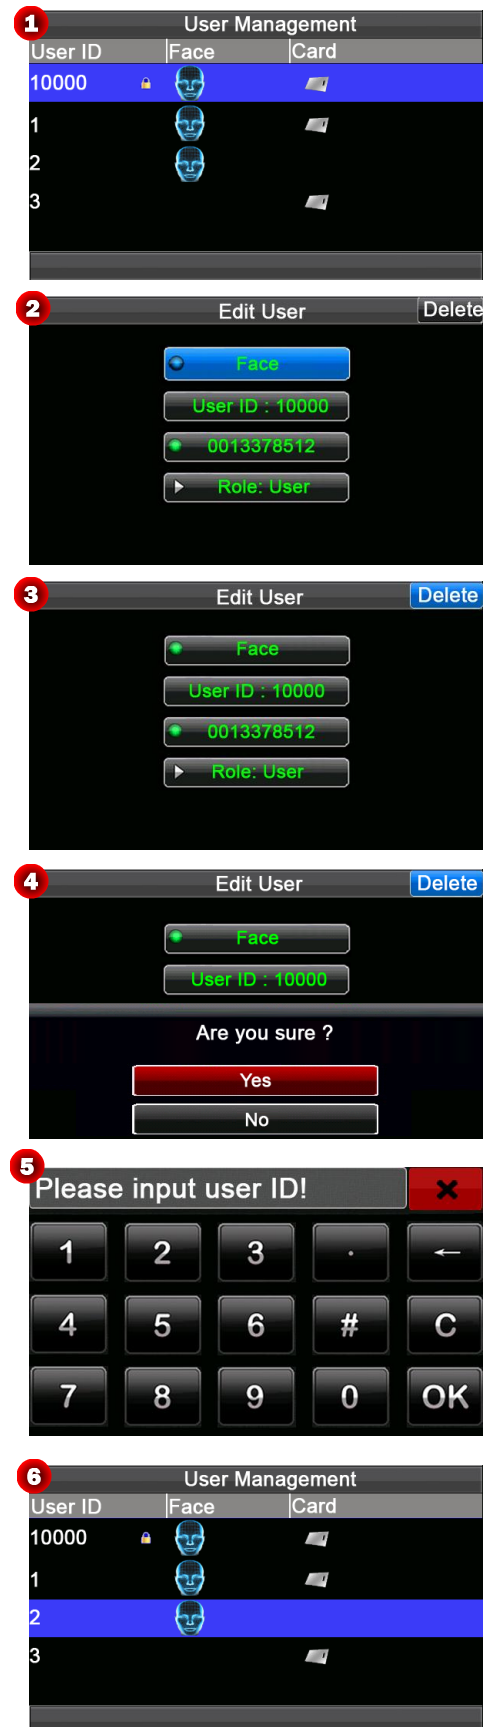 1
User Management
User ID Face Card
10000
1
2
3
2
Edit User Delete
Face
User ID : 10000
0013378512
Role: User
3
Edit User Delete
Face
User ID : 10000
0013378512
Role: User
4
Edit User Delete
Face
User ID : 10000
Are you sure ?
Yes
No
5
Please input user ID! ×
1 2 3 . ←
4 5 6 # C
7 8 9 0 OK
6
User Management
User ID Face Card
10000
1
2
3